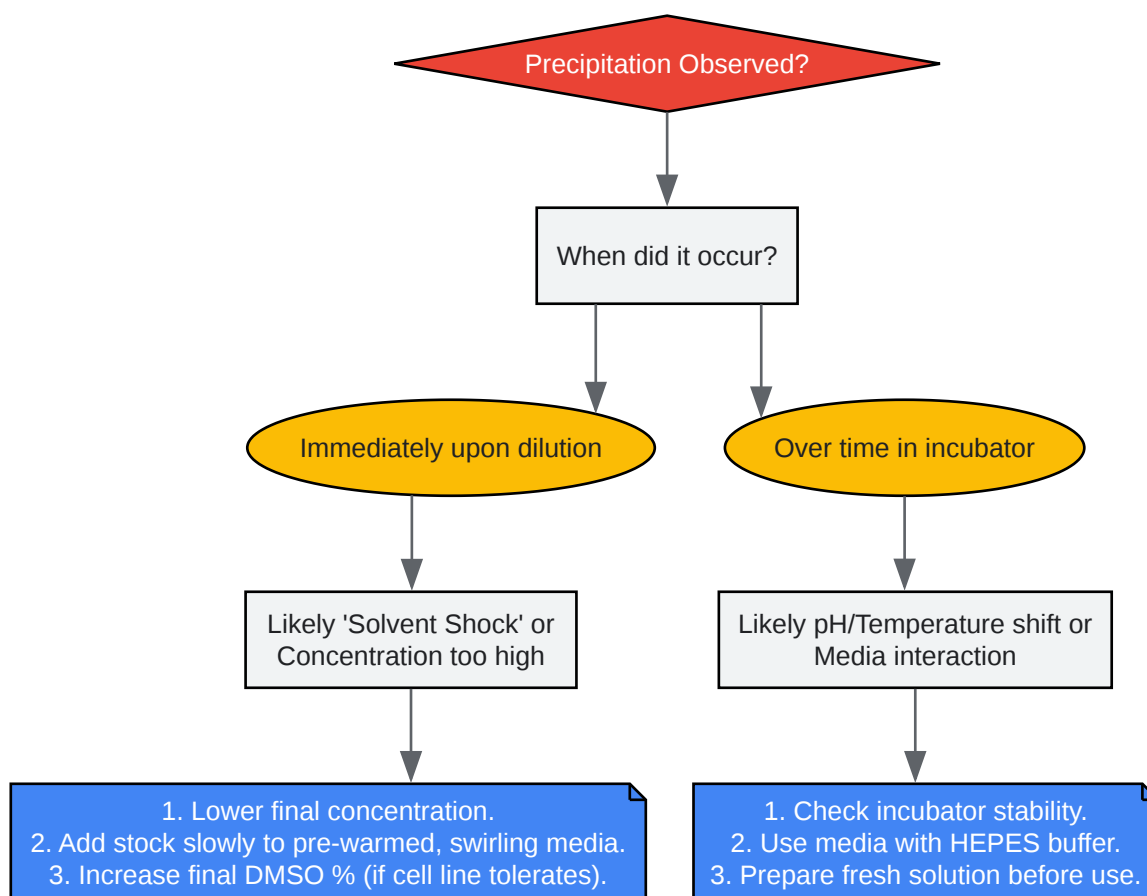 Precipitation Observed?
When did it occur?
Immediately upon dilution
Over time in incubator
Likely 'Solvent Shock' or
Concentration too high
Likely pH/Temperature shift or
Media interaction
1. Lower final concentration.
2. Add stock slowly to pre-warmed, swirling media.
3. Increase final DMSO % (if cell line tolerates).
1. Check incubator stability.
2. Use media with HEPES buffer.
3. Prepare fresh solution before use.